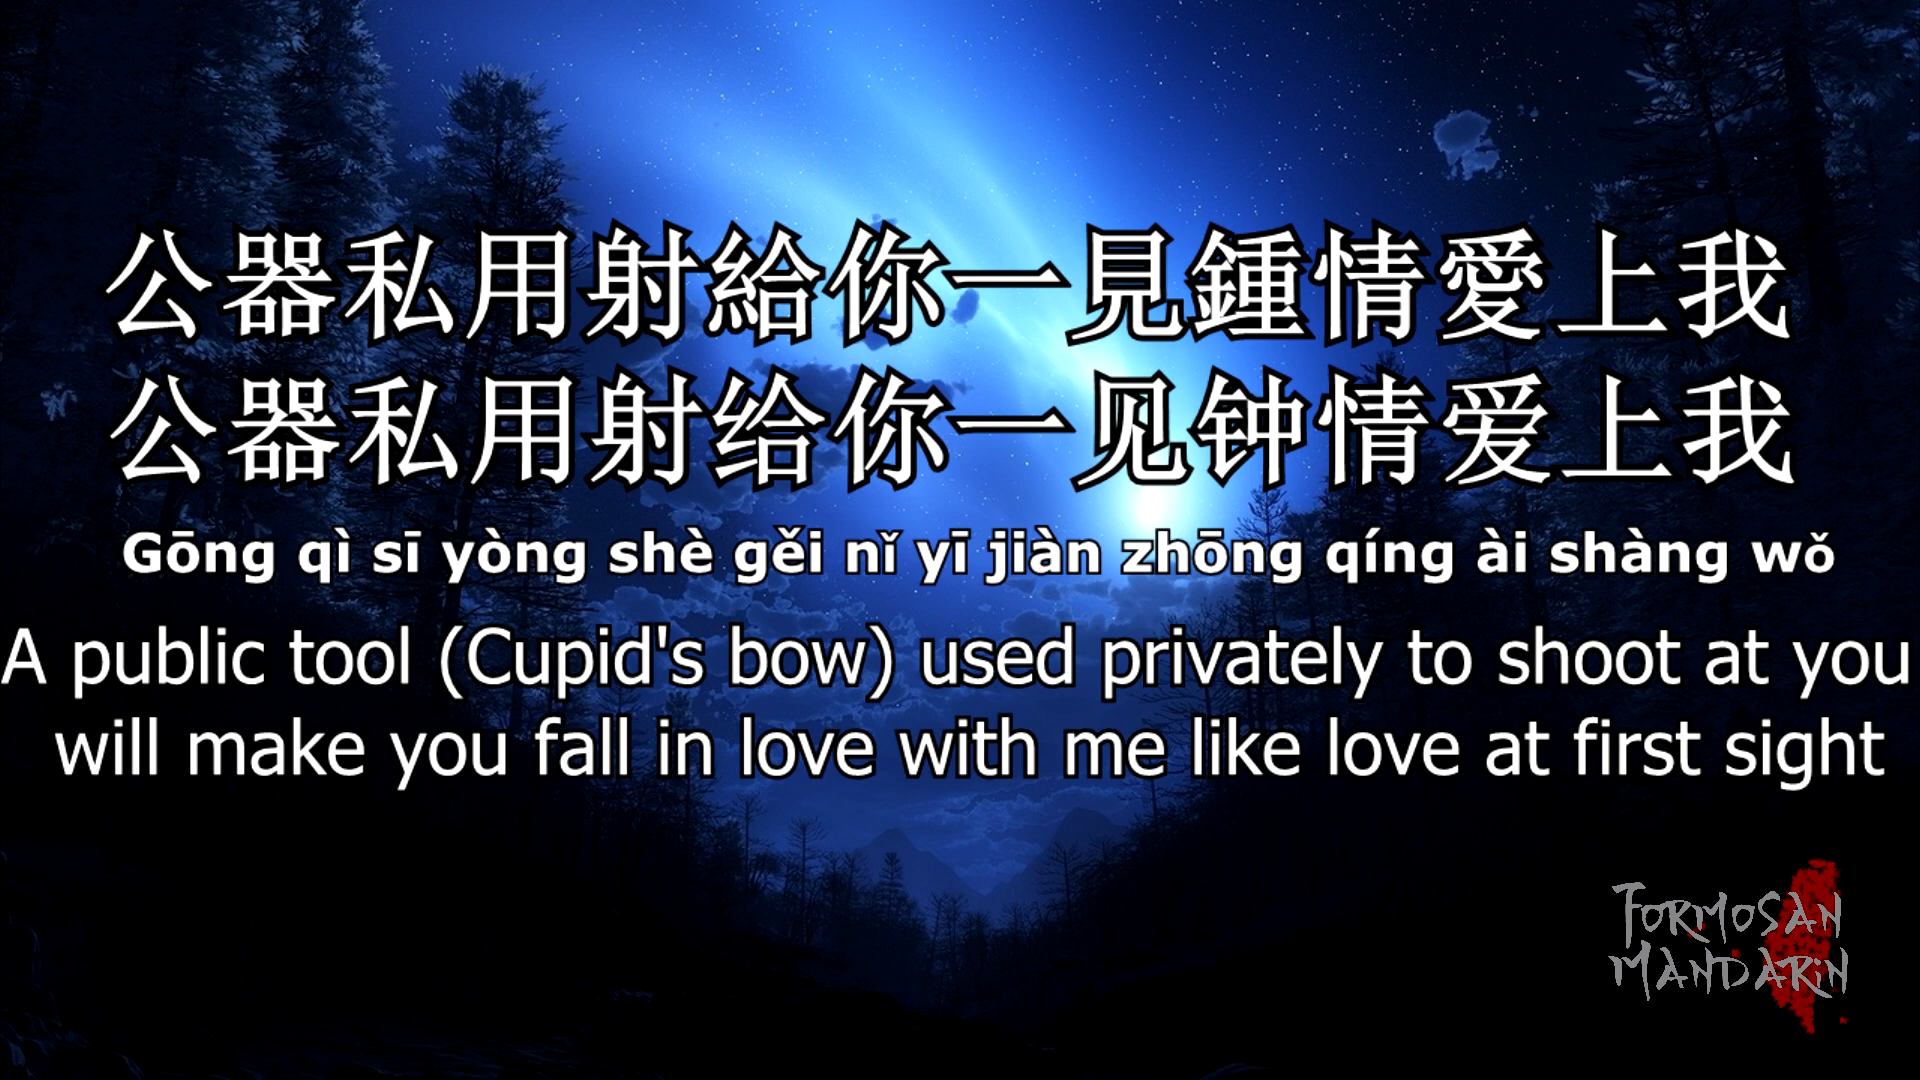 公器私用射給你一見鍾情愛上我
公器私用射给你一见钟情爱上我
Gōng qì sī yòng shè gěi nǐ yī jiàn zhōng qíng ài shàng wǒ
A public tool (Cupid's bow) used privately to shoot at you
will make you fall in love with me like love at first sight
FORMOSAN
MANDARIN